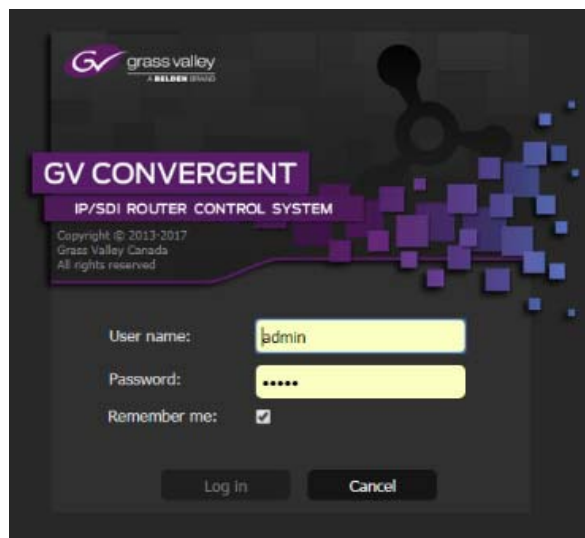 GV grass valley
A BELDEN BRAND
GV CONVERGENT
IP/SDI ROUTER CONTROL SYSTEM
Copyright © 2013-2017
Grass Valley Canada
All rights reserved
User name: admin
Password: •••••
Remember me:
Log in Cancel